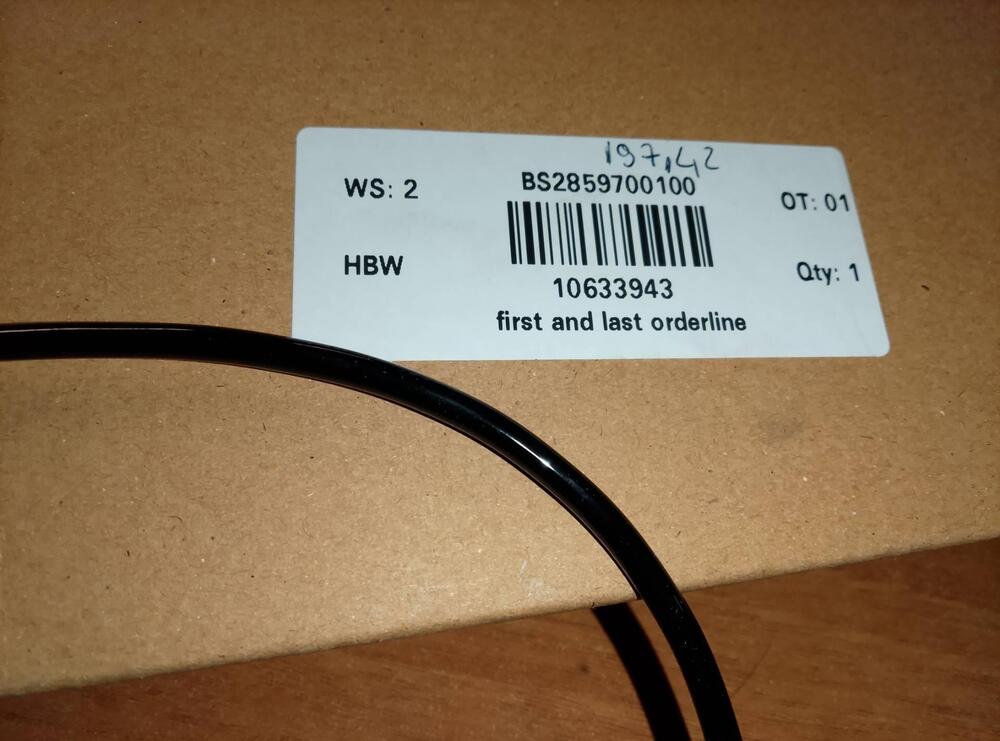 197,42
WS: 2
BS2859700100
OT: 01
HBW
Qty: 1
10633943
first and last orderline